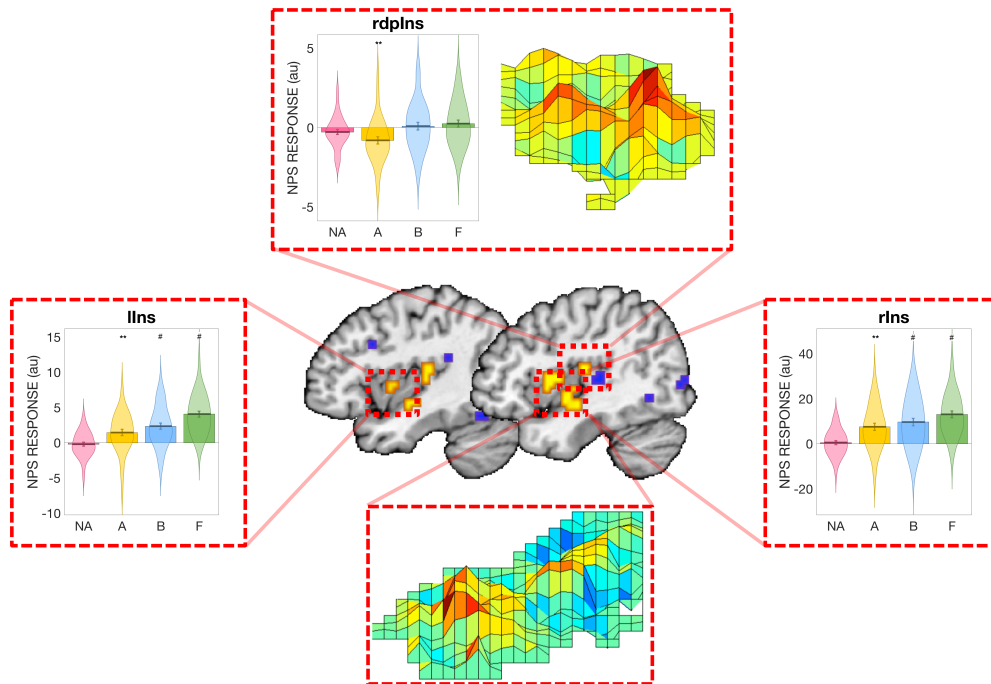 rdpIns
NPS RESPONSE (au)
5
0
-5
**
NA A B F
lIns
NPS RESPONSE (au)
15
10
5
0
-5
-10
** # #
NA A B F
rIns
NPS RESPONSE (au)
40
20
0
-20
** # #
NA A B F